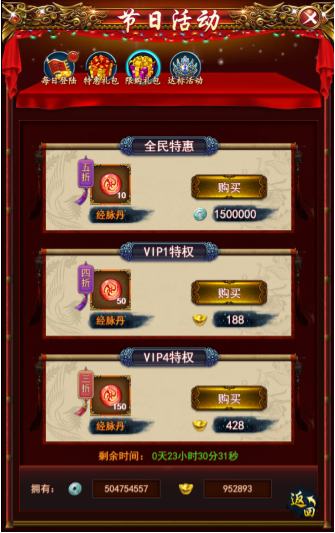 节日活动
每日登陆 特惠礼包 限购礼包 达标活动
全民特惠
五折
10
购买
经脉丹
1500000
VIP1特权
四折
50
购买
经脉丹
188
VIP4特权
三折
150
购买
经脉丹
428
剩余时间： 0天23小时30分31秒
拥有： 504754557 952893
返回